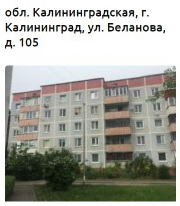 обл. Калининградская, г.
Калининград, ул. Беланова,
д. 105